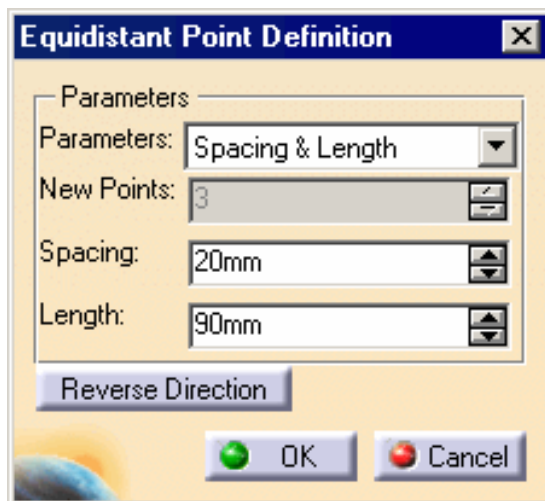 Equidistant Point Definition
Parameters
Parameters: Spacing & Length
New Points: 3
Spacing: 20mm
Length: 90mm
Reverse Direction
OK Cancel